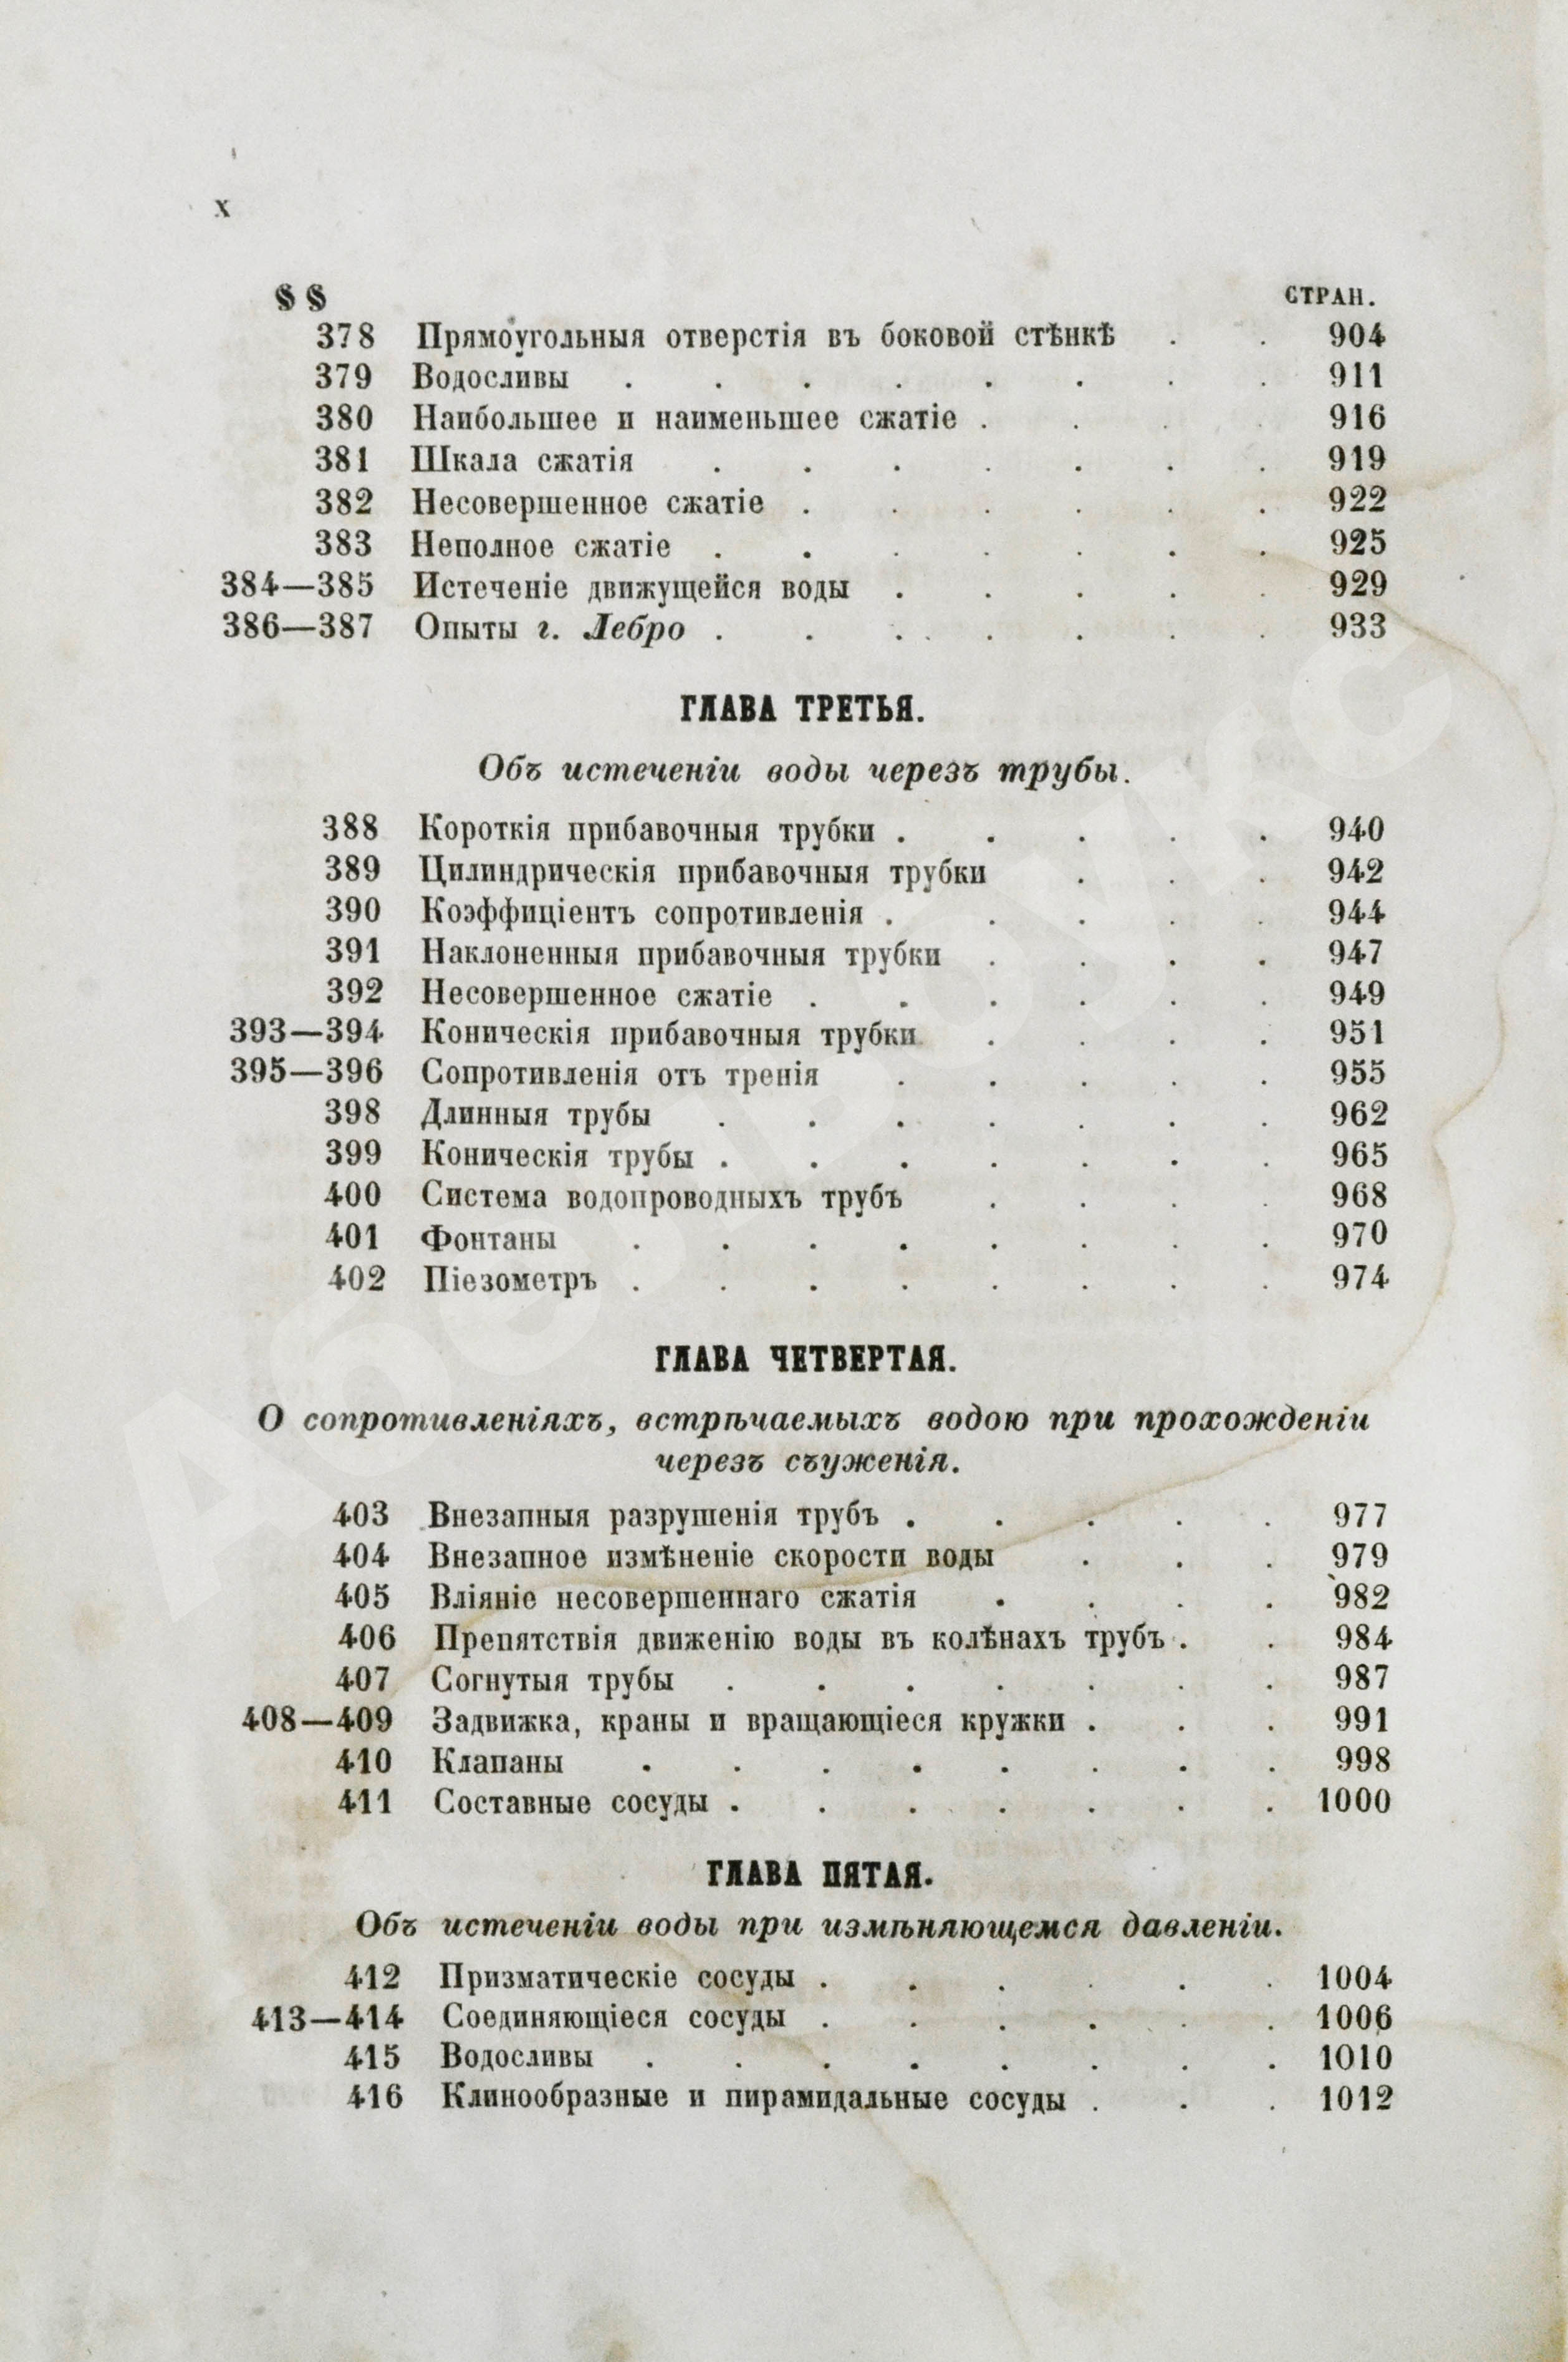 x
§§ СТРАН.
378 Прямоугольныя отверстія въ боковой стѣнкѣ . . 904
379 Водосливы . . . . . . . . 911
380 Наибольшее и наименьшее сжатіе . . . . 916
381 Шкала сжатія . . . . . . . 919
382 Несовершенное сжатіе . . . . . . 922
383 Неполное сжатіе . . . . . . . 925
384—385 Истеченіе движущейся воды . . . . . 929
386—387 Опыты г. Лебро . . . . . . . 933
ГЛАВА ТРЕТЬЯ.
Объ истеченіи воды черезъ трубы.
388 Короткія прибавочныя трубки . . . . . 940
389 Цилиндрическія прибавочныя трубки . . . 942
390 Коэффиціентъ сопротивленія . . . . . 944
391 Наклоненныя прибавочныя трубки . . . . 947
392 Несовершенное сжатіе . . . . . . 949
393—394 Коническія прибавочныя трубки . . . . 951
395—396 Сопротивленія отъ тренія . . . . . 955
398 Длинныя трубы . . . . . . . 962
399 Коническія трубы . . . . . . . 965
400 Система водопроводныхъ трубъ . . . . 968
401 Фонтаны . . . . . . . . 970
402 Піезометръ . . . . . . . . 974
ГЛАВА ЧЕТВЕРТАЯ.
О сопротивленіяхъ, встрѣчаемыхъ водою при прохожденіи
черезъ съуженія.
403 Внезапныя разрушенія трубъ . . . . . 977
404 Внезапное измѣненіе скорости воды . . . 979
405 Вліяніе несовершеннаго сжатія . . . . 982
406 Препятствія движенію воды въ колѣнахъ трубъ . . 984
407 Согнутыя трубы . . . . . . . 987
408—409 Задвижка, краны и вращающіеся кружки . . . 991
410 Клапаны . . . . . . . . 998
411 Составные сосуды . . . . . . . 1000
ГЛАВА ПЯТАЯ.
Объ истеченіи воды при измѣняющемся давленіи.
412 Призматическіе сосуды . . . . . . 1004
413—414 Соединяющіеся сосуды . . . . . . 1006
415 Водосливы . . . . . . . . 1010
416 Клинообразные и пирамидальные сосуды . . . 1012